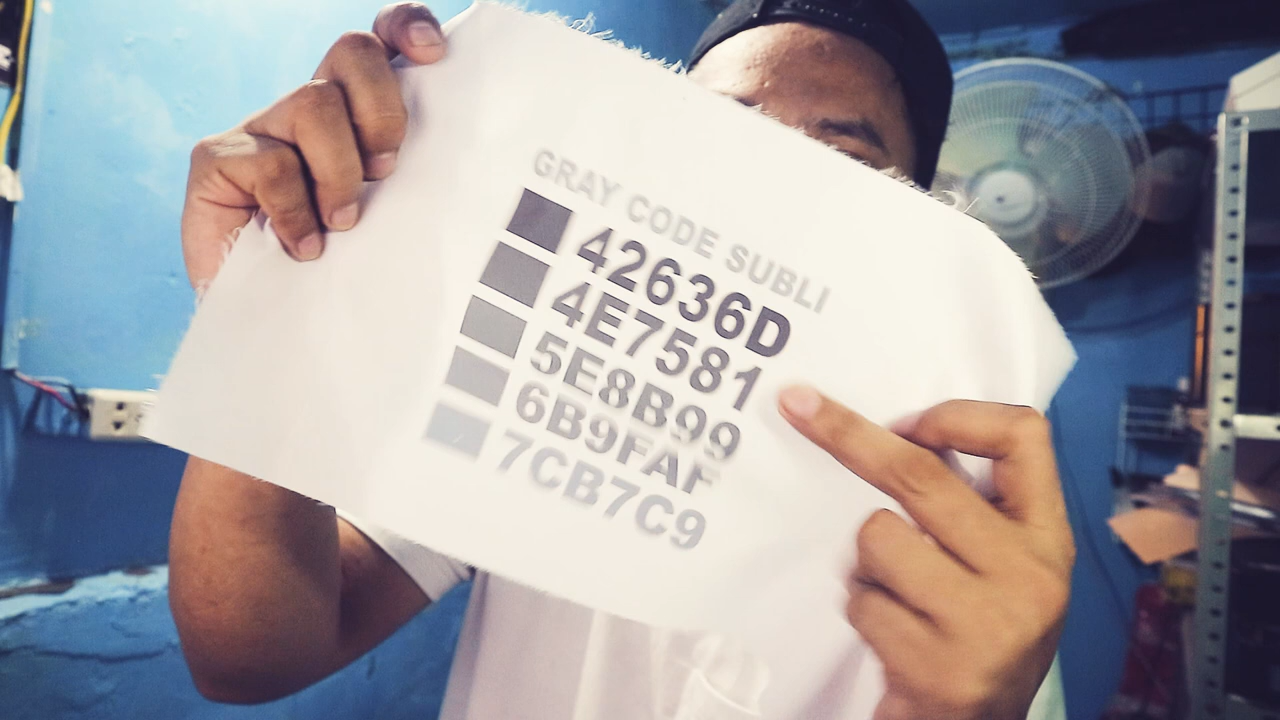 GRAY CODE SUBLI
42636D
4E7581
5E8B99
6B9FAF
7CB7C9